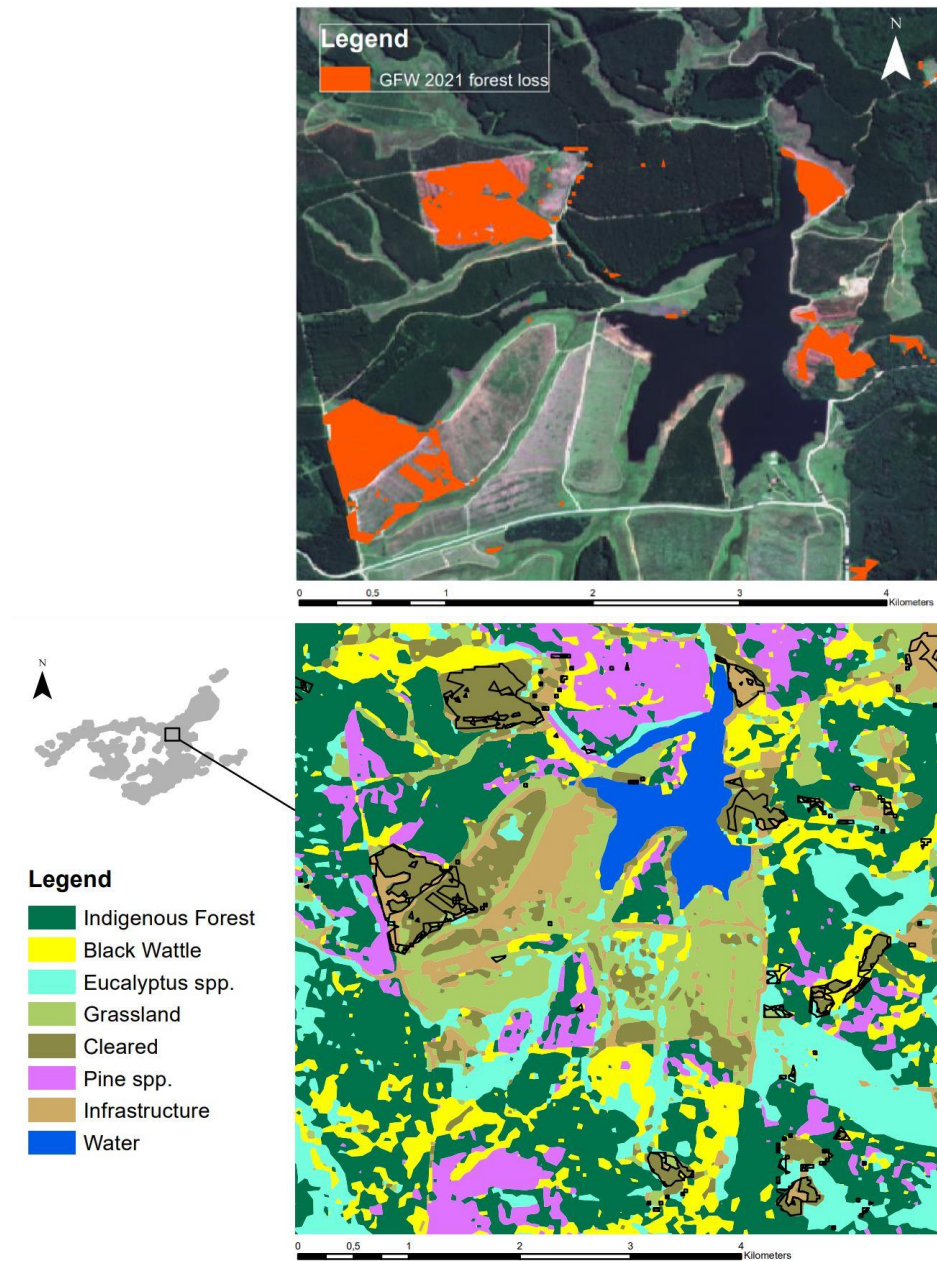 Legend
GFW 2021 forest loss
N
0 0,5 1 2 3 4
Kilometers
N
Legend
Indigenous Forest
Black Wattle
Eucalyptus spp.
Grassland
Cleared
Pine spp.
Infrastructure
Water
0 0,5 1 2 3 4
Kilometers